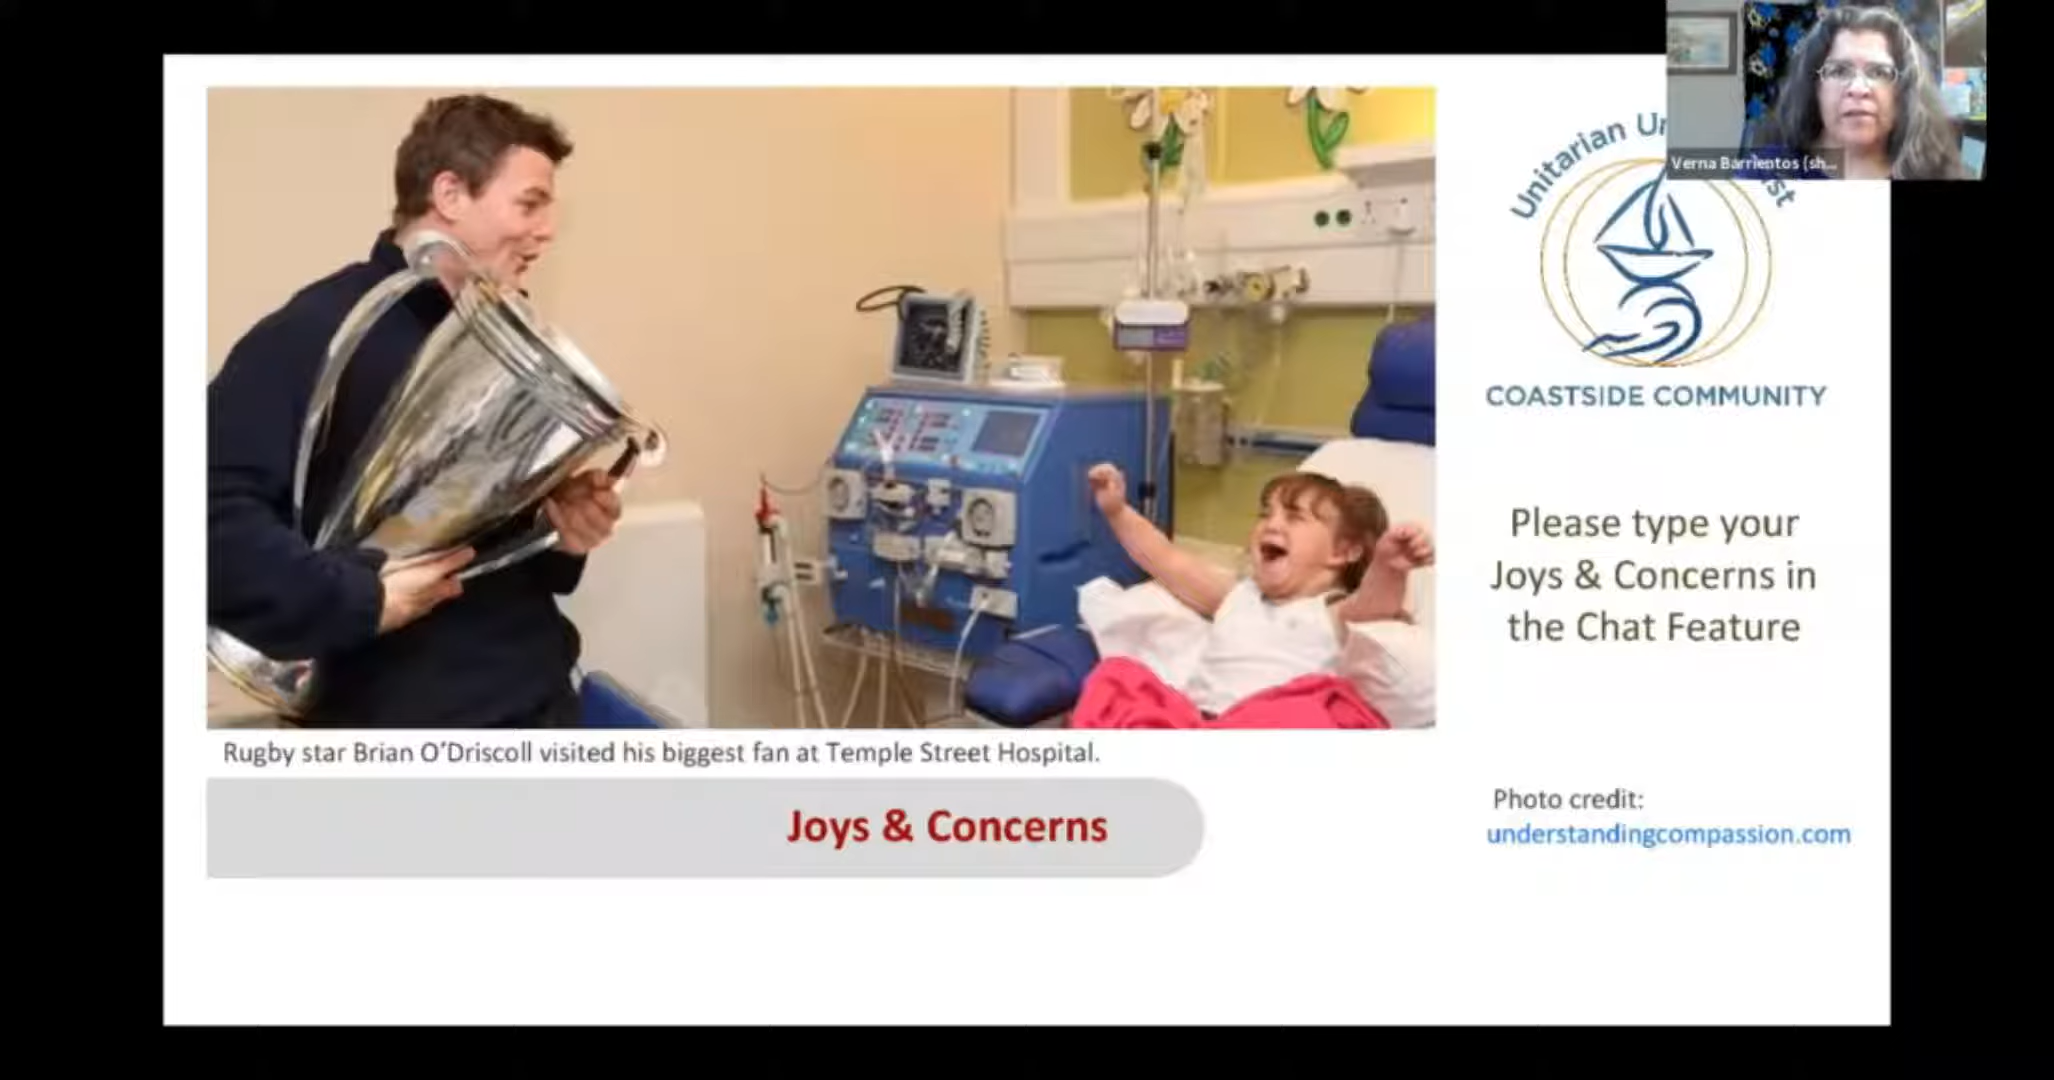 Verna Barrientos (sh...
Unitarian
COASTSIDE COMMUNITY
Please type your
Joys & Concerns in
the Chat Feature
Rugby star Brian O'Driscoll visited his biggest fan at Temple Street Hospital.
Joys & Concerns
Photo credit:
understandingcompassion.com